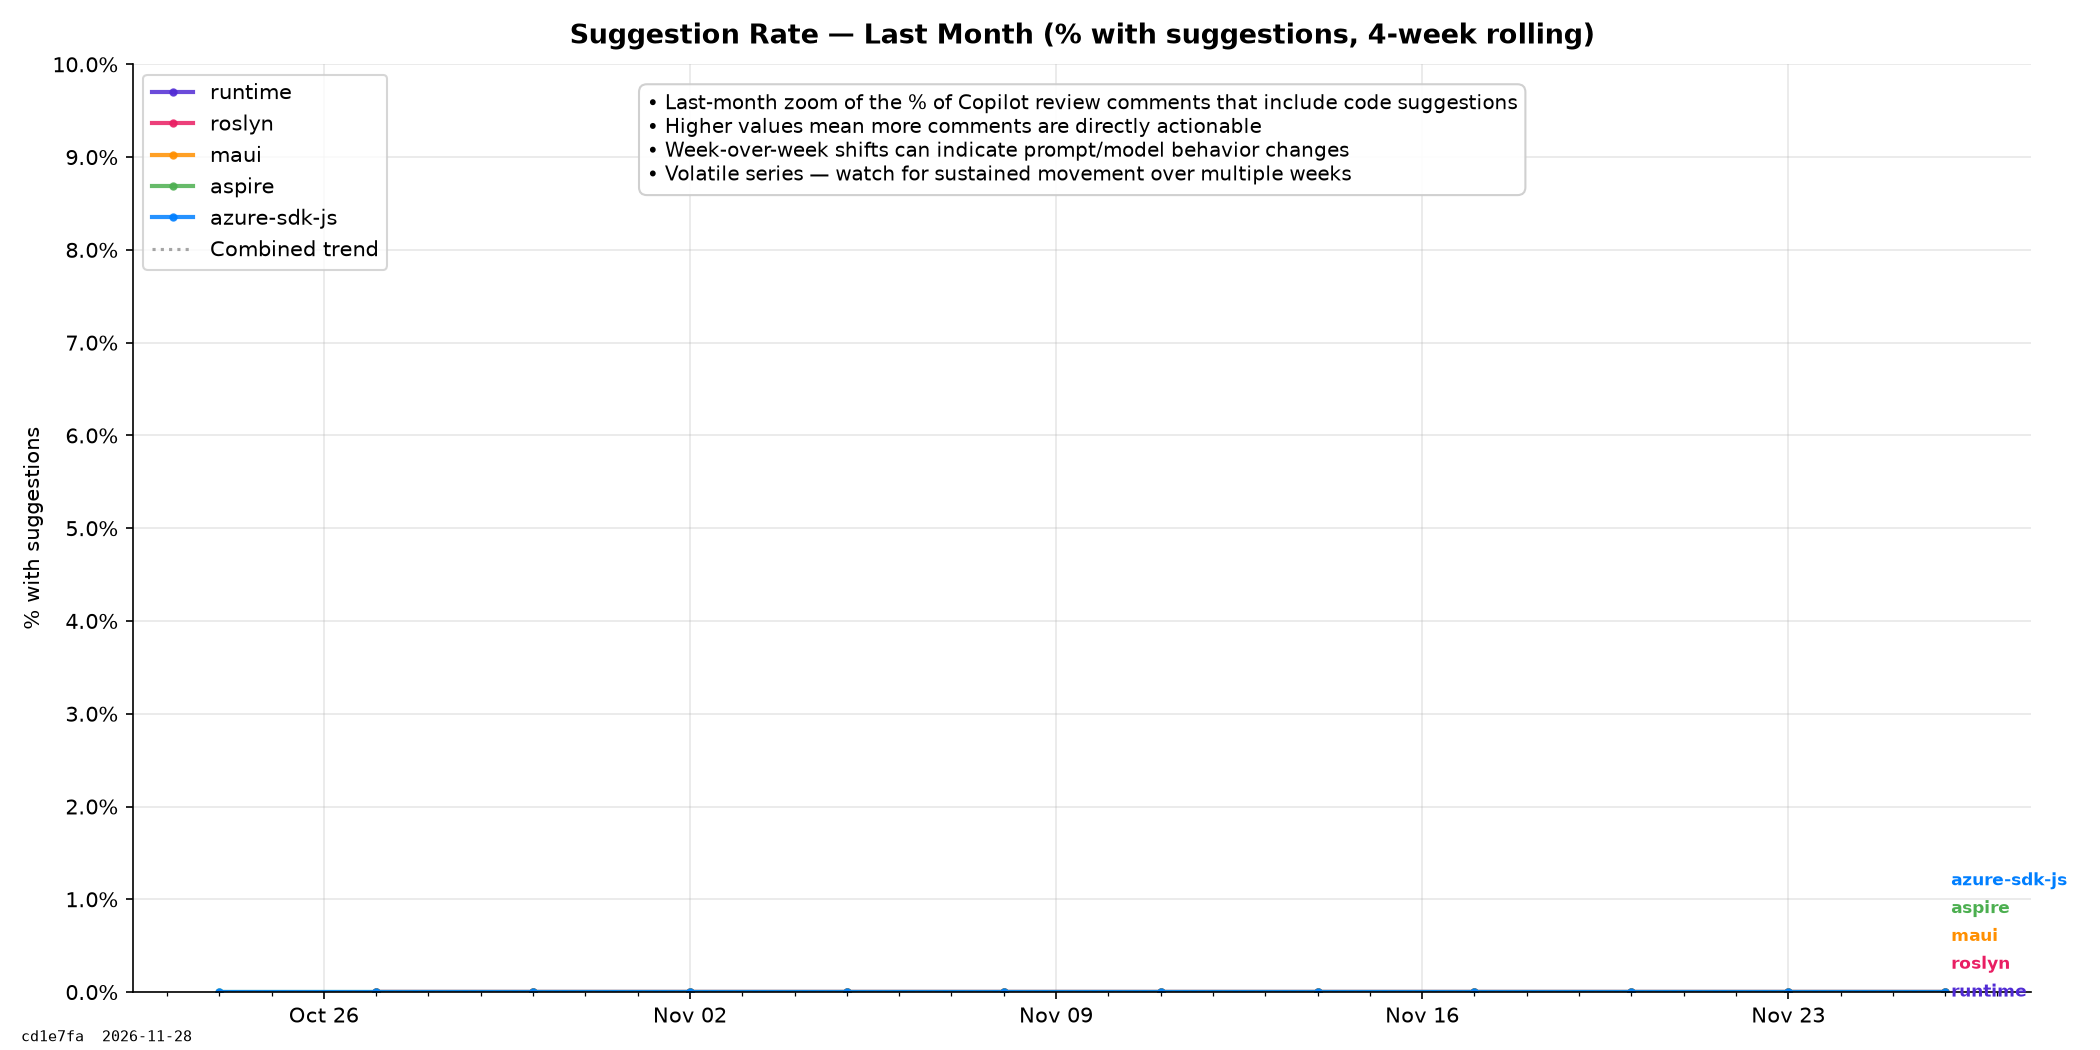 Suggestion Rate — Last Month (% with suggestions, 4-week rolling)
10.0%
9.0%
8.0%
7.0%
6.0%
5.0%
4.0%
3.0%
2.0%
1.0%
0.0%
% with suggestions
runtime
roslyn
maui
aspire
azure-sdk-js
Combined trend
• Last-month zoom of the % of Copilot review comments that include code suggestions
• Higher values mean more comments are directly actionable
• Week-over-week shifts can indicate prompt/model behavior changes
• Volatile series — watch for sustained movement over multiple weeks
azure-sdk-js
aspire
maui
roslyn
runtime
Oct 26
Nov 02
Nov 09
Nov 16
Nov 23
cd1e7fa 2026-11-28